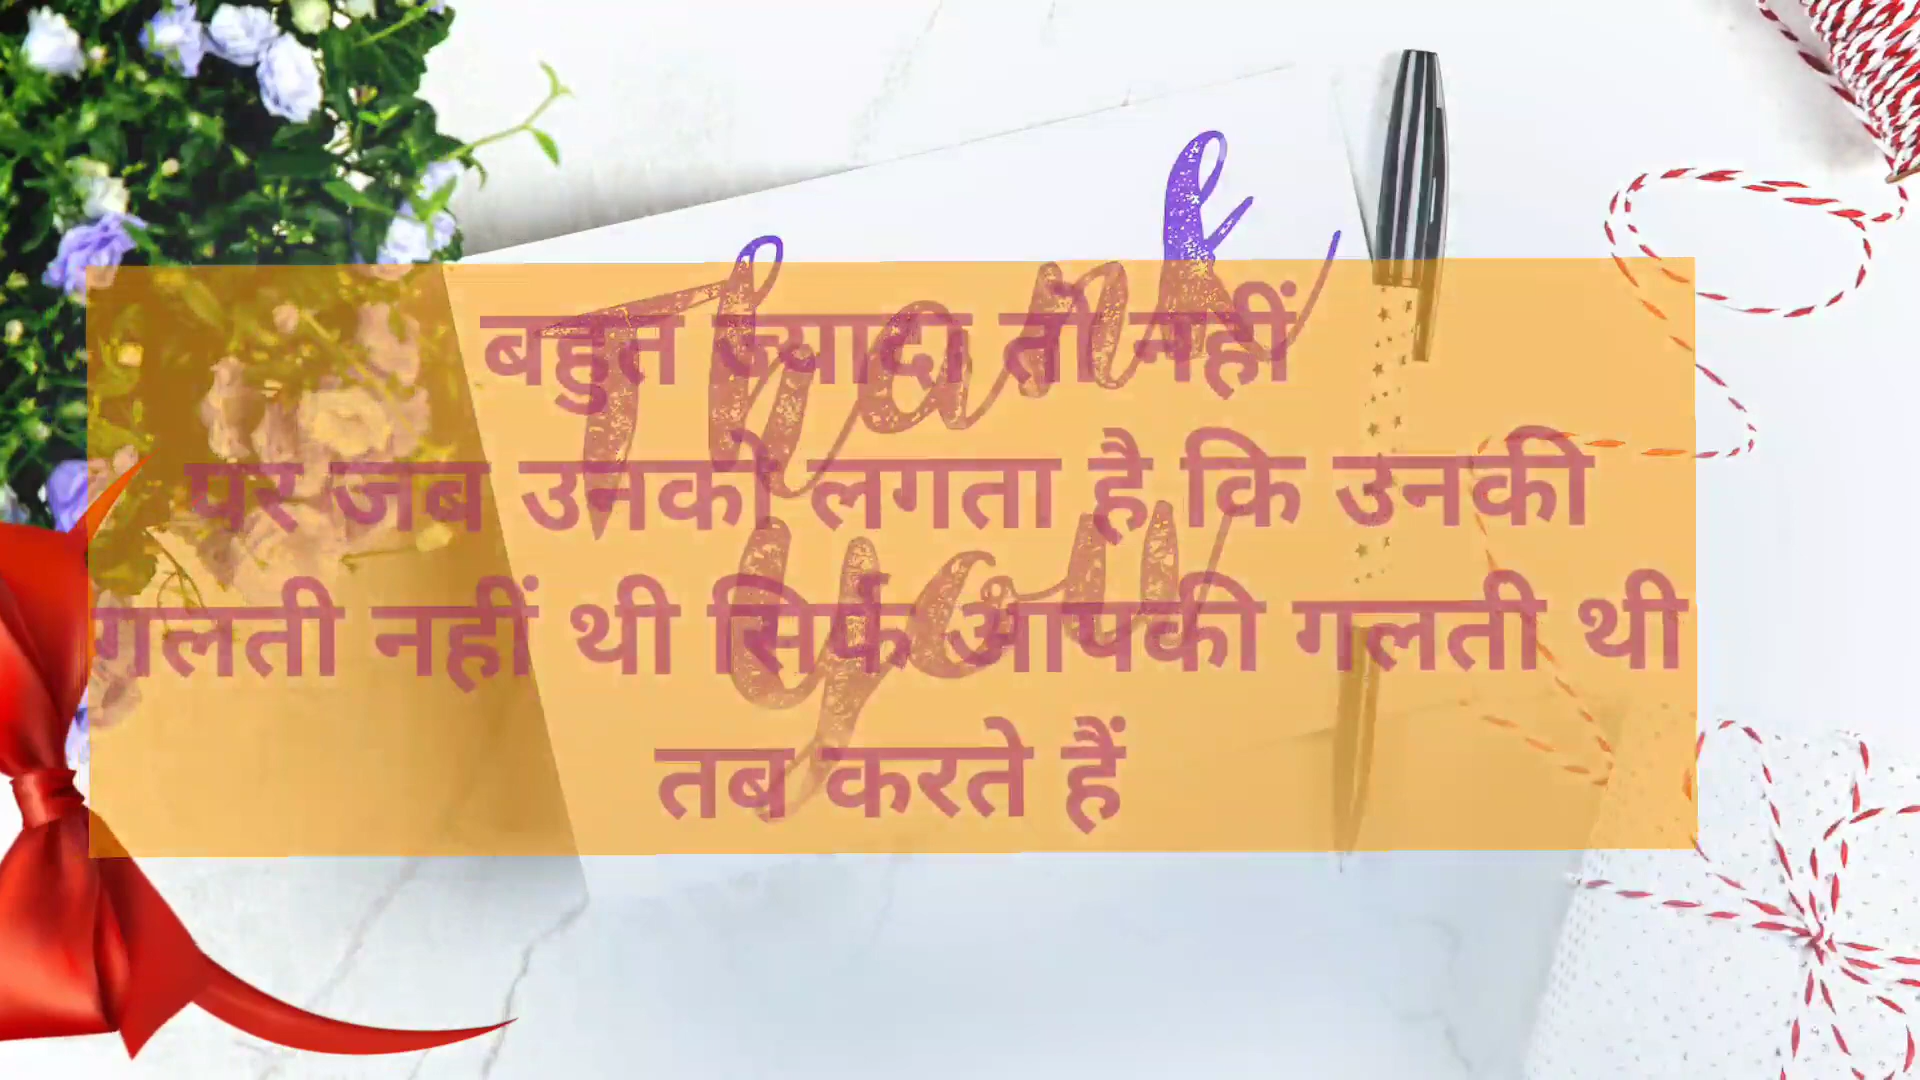 Thank
you
बहुत ज्यादा तो नहीं
पर जब उनको लगता है कि उनकी
गलती नहीं थी सिर्फ आपकी गलती थी
तब करते हैं